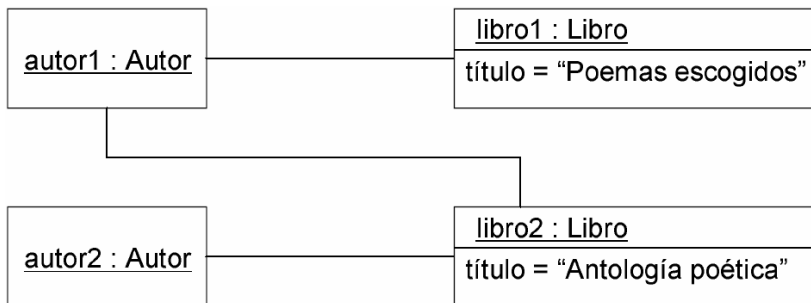 autor1 : Autor
libro1 : Libro
título = “Poemas escogidos”
autor2 : Autor
libro2 : Libro
título = “Antología poética”